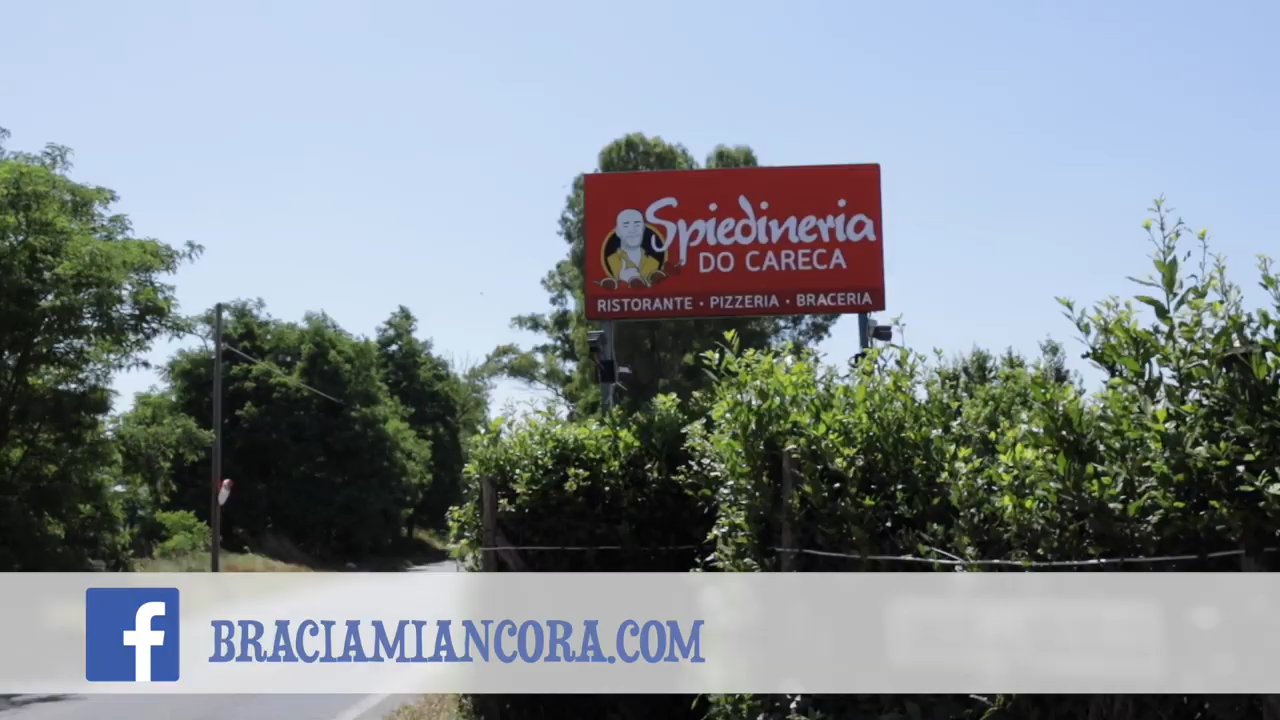 Spiedineria
DO CARECA
RISTORANTE · PIZZERIA · BRACERIA
f BRACIAMIANCORA.COM